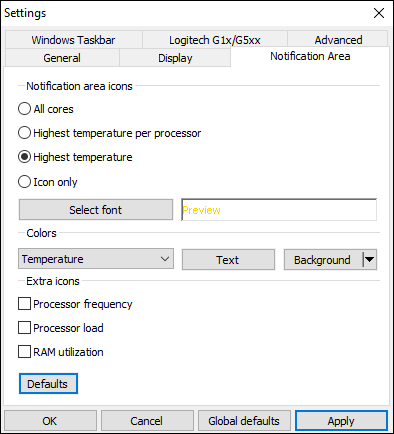 Settings
Windows Taskbar Logitech G1x/G5xx Advanced
General Display Notification Area
Notification area icons
All cores
Highest temperature per processor
Highest temperature
Icon only
Select font Preview
Colors
Temperature Text Background
Extra icons
Processor frequency
Processor load
RAM utilization
Defaults
OK Cancel Global defaults Apply